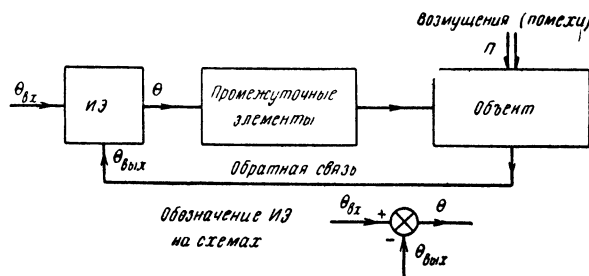 Возмущения (помехи)
П
θвх
ИЭ
θ
Промежуточные
элементы
Объект
θвых
Обратная связь
Обозначение ИЭ
на схемах
θвх
+
θ
-
θвых